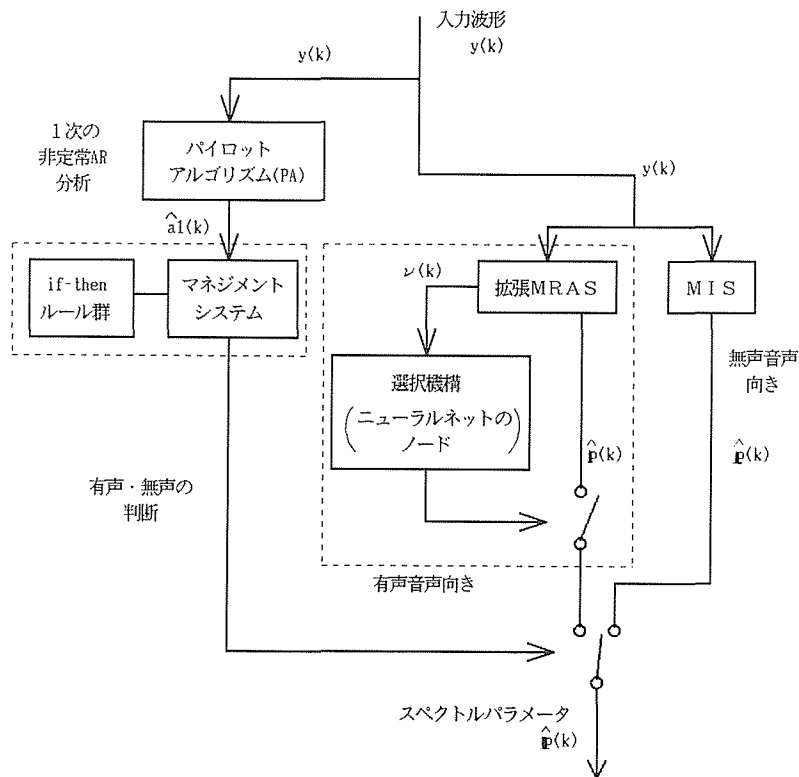 入力波形
y(k)
y(k)
1次の
非定常AR
分析
パイロット
アルゴリズム(PA)
y(k)
â1(k)
if-then
ルール群
マネジメント
システム
ν(k)
拡張MRAS
MIS
選択機構
(ニューラルネットの
ノード)
無声音声
向き
p̂(k)
p̂(k)
有声・無声の
判断
有声音声向き
スペクトルパラメータ
p̂(k)